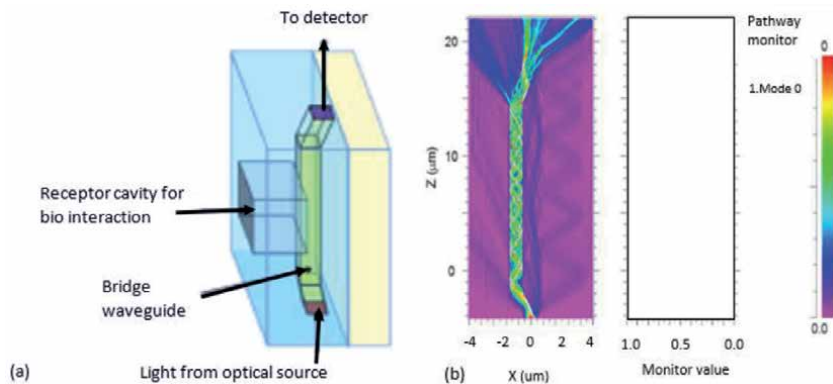 To detector
Receptor cavity for
bio interaction
Bridge
waveguide
Light from optical source
(a)
20
10
0
Z (μm)
-4
-2
0
2
4
X (um)
(b)
1.0
0.5
0.0
Monitor value
Pathway
monitor
1.Mode 0
0
0.0